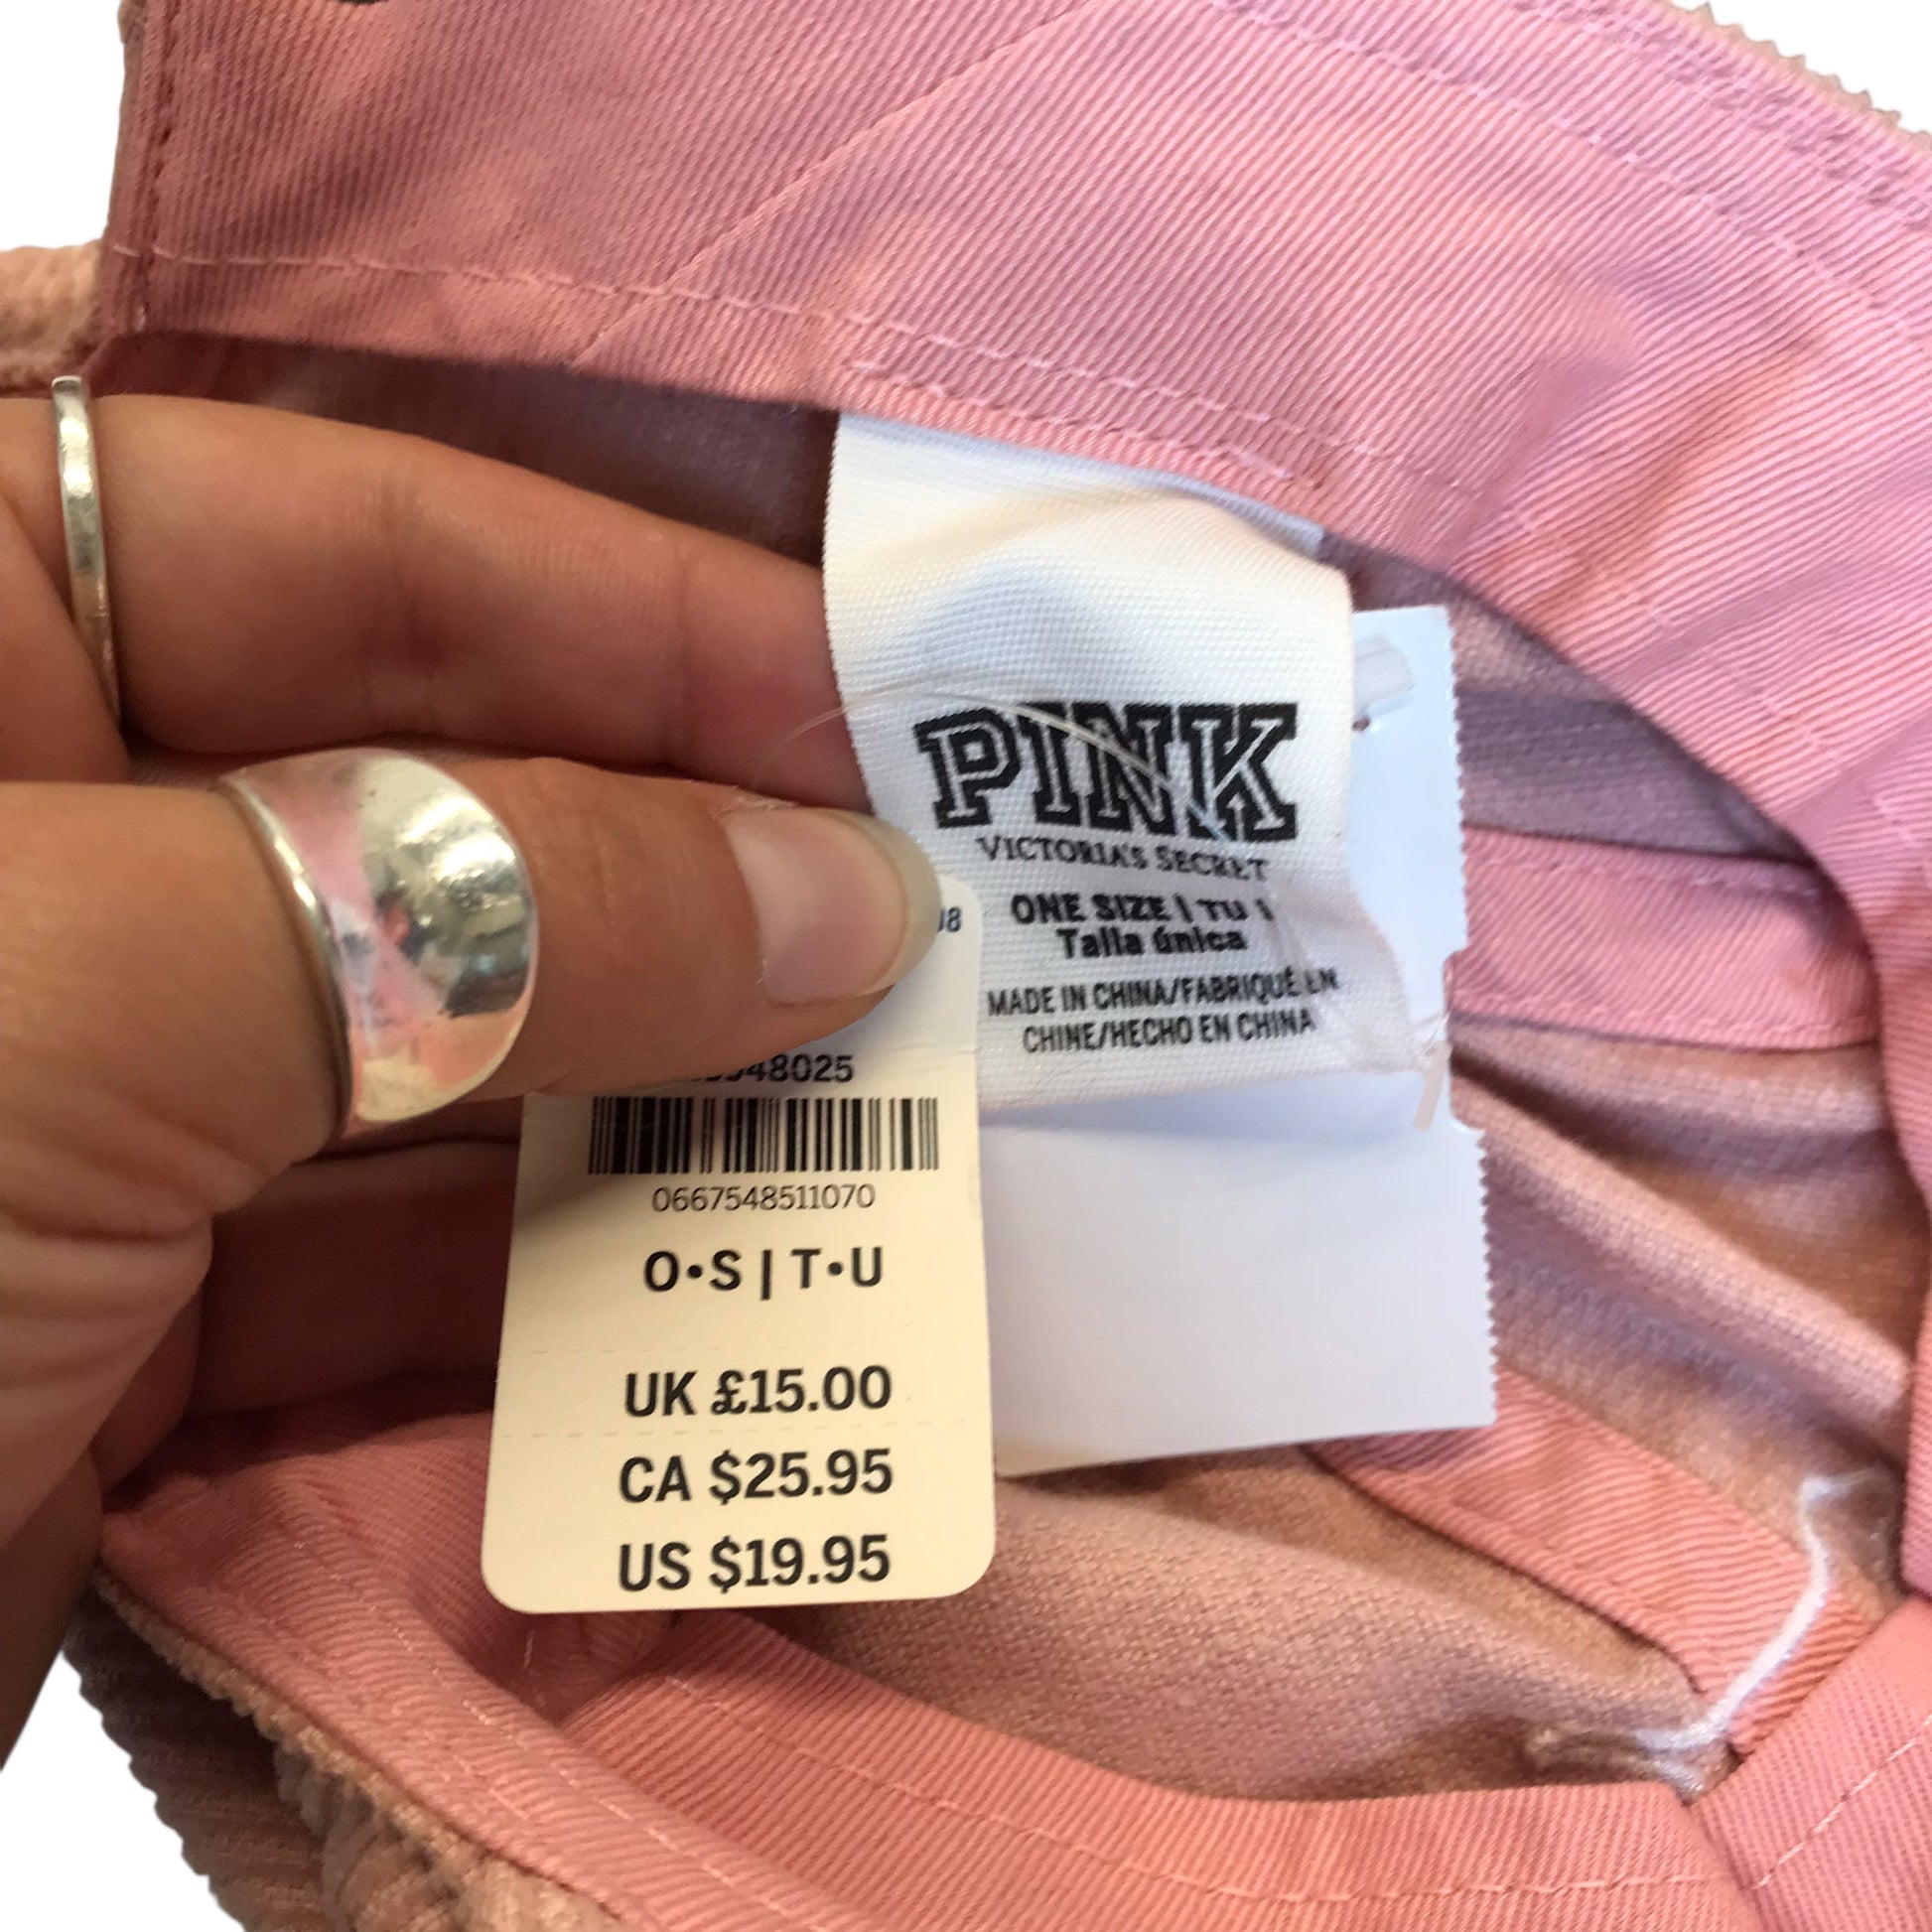 PINK
VICTORIA'S SECRET
ONE SIZE | TU |
Talla única
MADE IN CHINA/FABRIQUÉ EN
CHINE/HECHO EN CHINA
48025
0667548511070
O•S | T•U
UK £15.00
CA $25.95
US $19.95